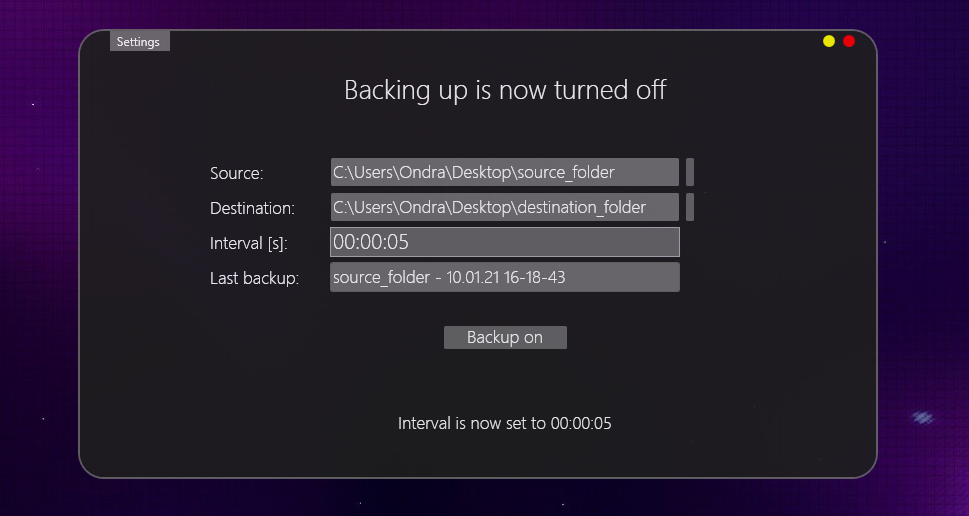 Settings
Backing up is now turned off
Source: C:\Users\Ondra\Desktop\source_folder
Destination: C:\Users\Ondra\Desktop\destination_folder
Interval [s]: 00:00:05
Last backup: source_folder - 10.01.21 16-18-43
Backup on
Interval is now set to 00:00:05